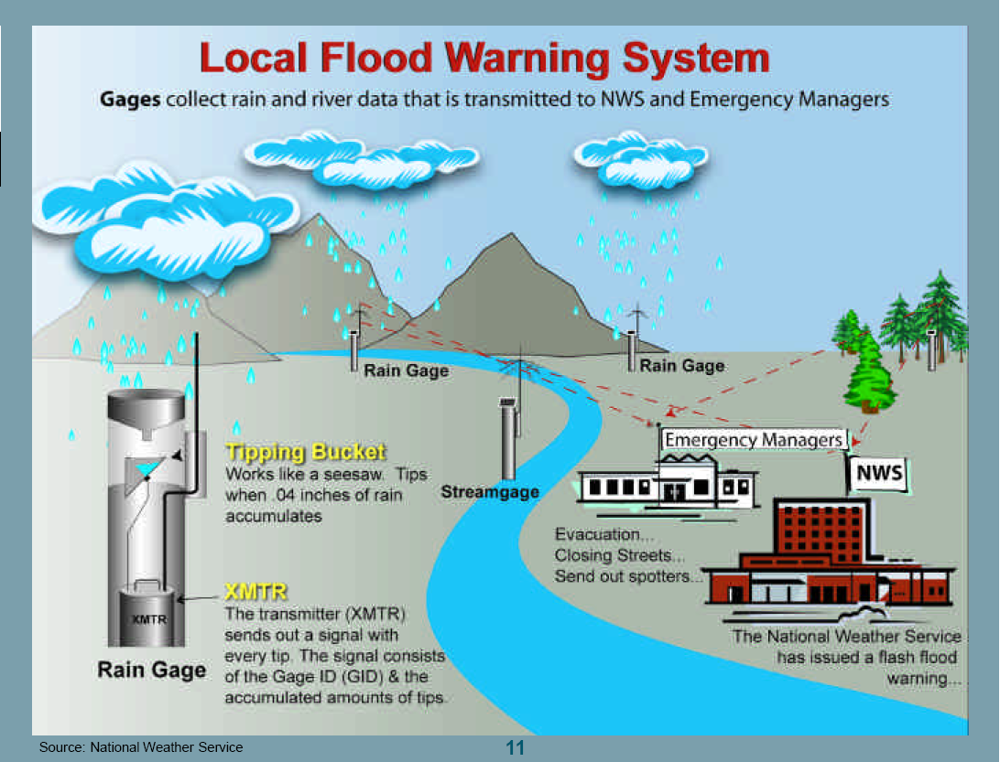 Local Flood Warning System
Gages collect rain and river data that is transmitted to NWS and Emergency Managers
Rain Gage
Rain Gage
Tipping Bucket
Works like a seesaw. Tips
when .04 inches of rain
accumulates
Streamgage
Emergency Managers
NWS
Evacuation...
Closing Streets...
Send out spotters...
XMTR
The transmitter (XMTR)
sends out a signal with
every tip. The signal consists
of the Gage ID (GID) & the
accumulated amounts of tips.
XMTR
Rain Gage
The National Weather Service
has issued a flash flood
warning...
Source: National Weather Service
11